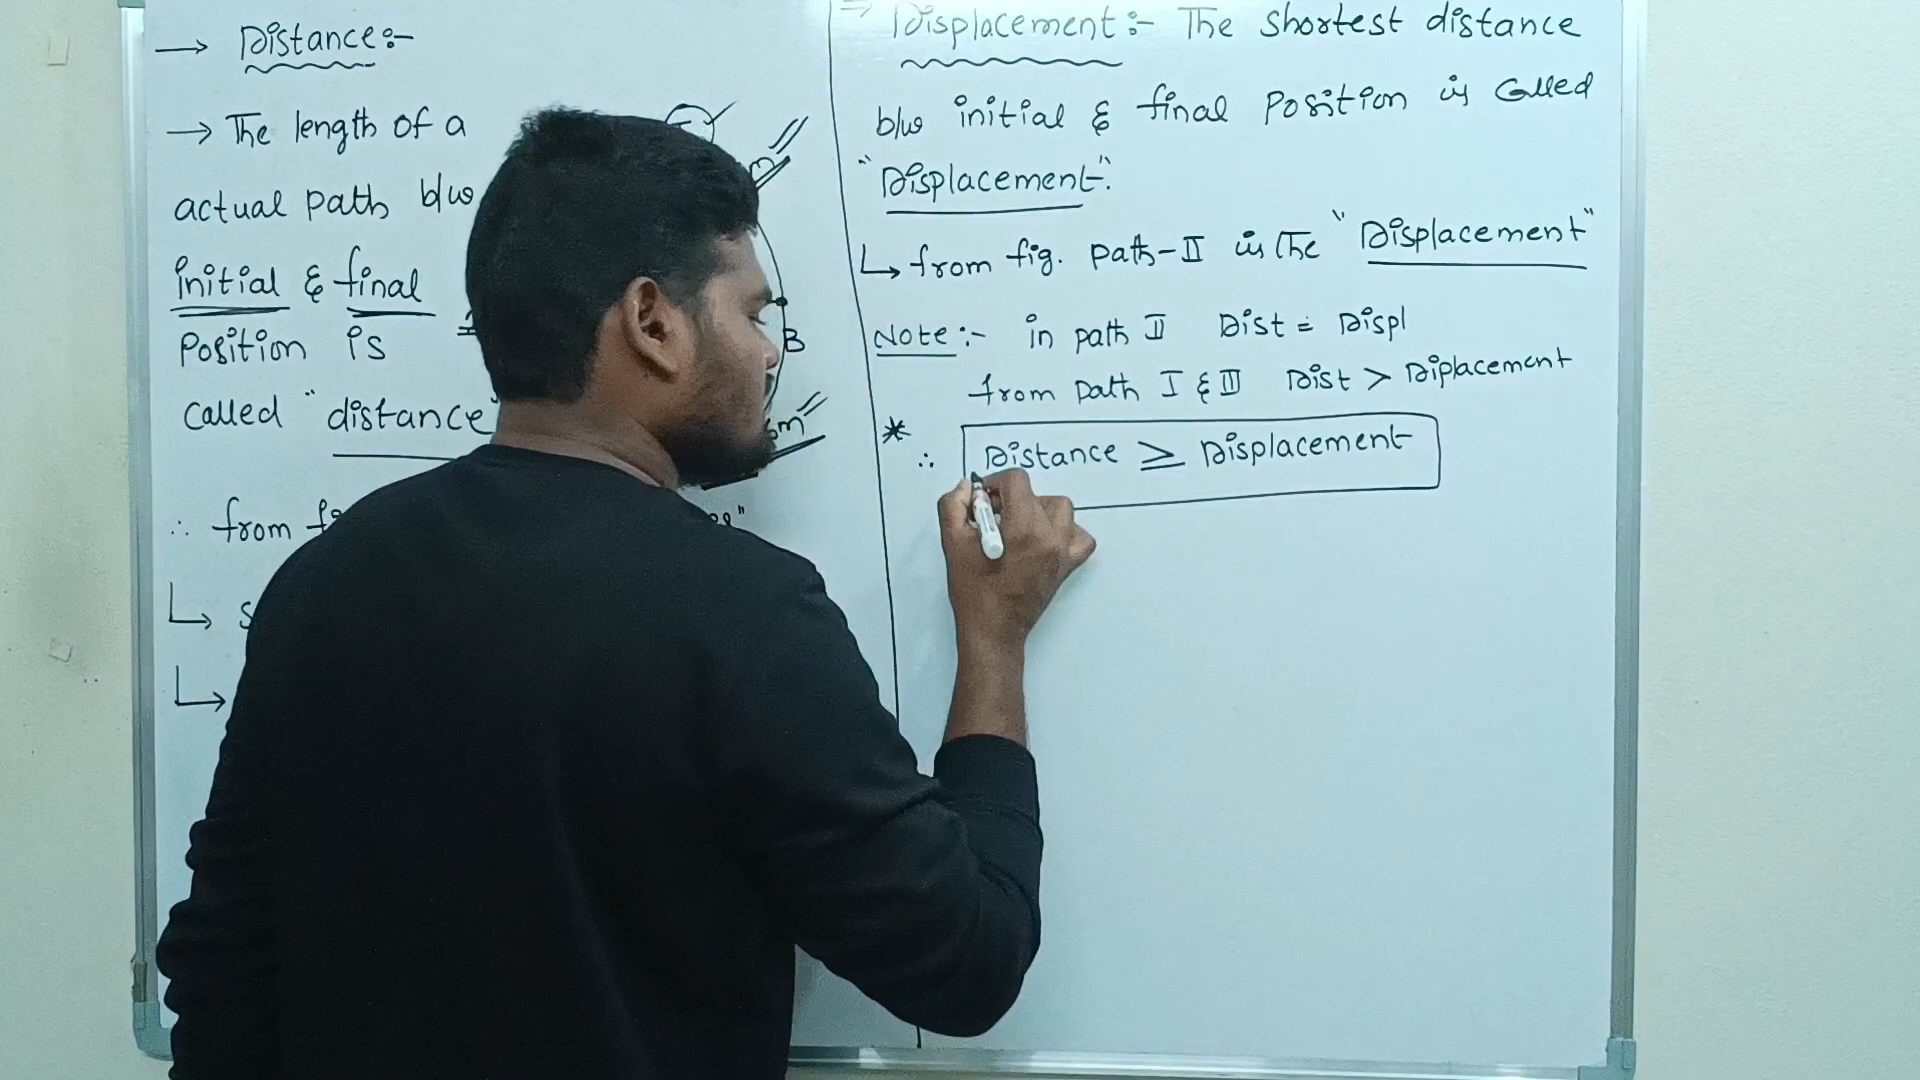 → Distance:-
→ The length of a
actual path b/w
initial & final
Position is
called "distance"
∴ from
B
⇒ Displacement:- The shortest distance
b/w initial & final Position is Called
"Displacement".
↳ from fig. path-II is the "Displacement"
Note:- in path II Dist = Displ
from path I & III Dist > Diplacement
*
∴ Distance ≥ Displacement